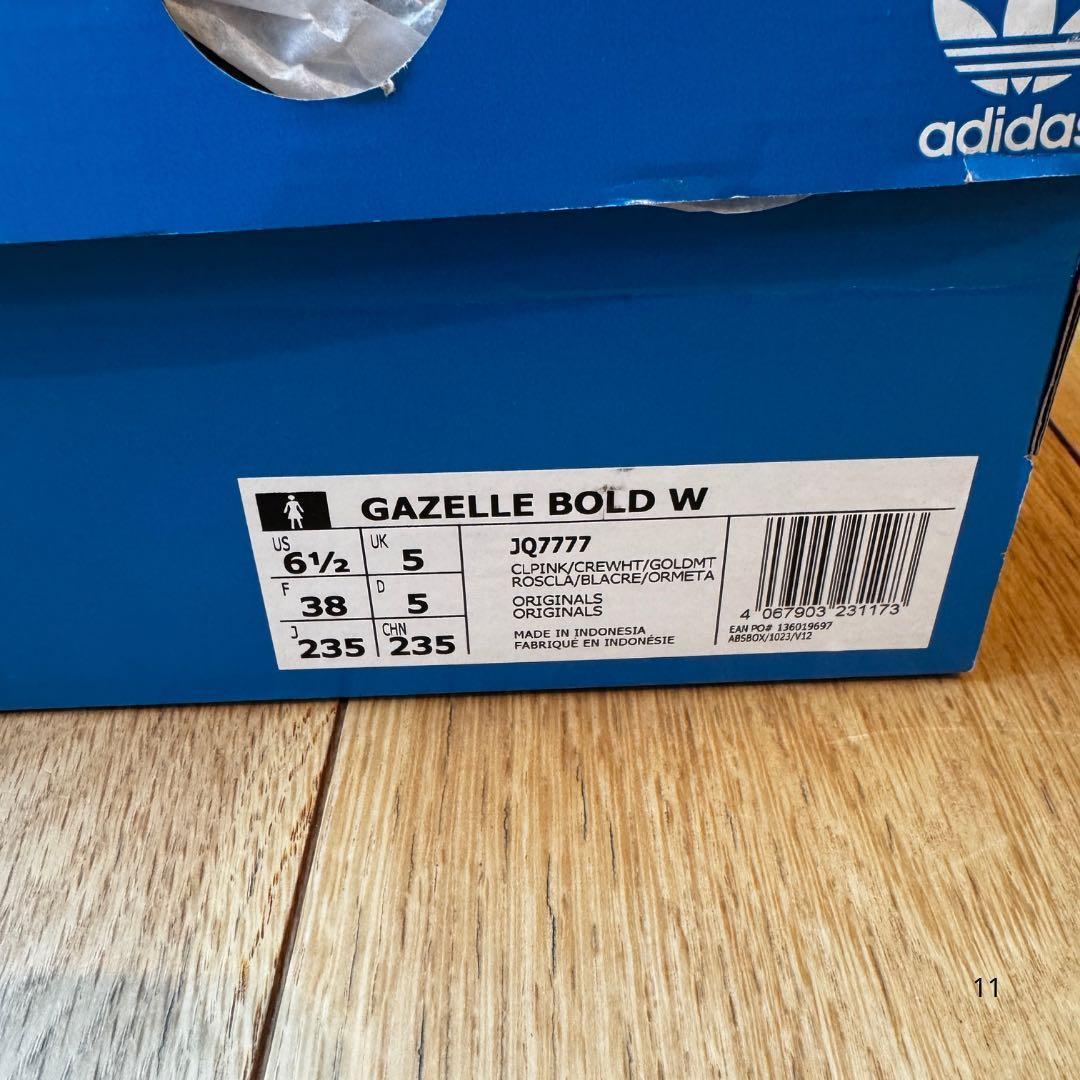 adidas
GAZELLE BOLD W
US 6½ UK 5
F 38 D 5
J 235 CHN 235
JQ7777
CLPINK/CREWHT/GOLDMT
ROSCLA/BLACRE/ORMETA
ORIGINALS
ORIGINALS
MADE IN INDONESIA
FABRIQUÉ EN INDONÉSIE
4 067903 231173
EAN PO# 136019697
ABSBOX/1023/V12
11